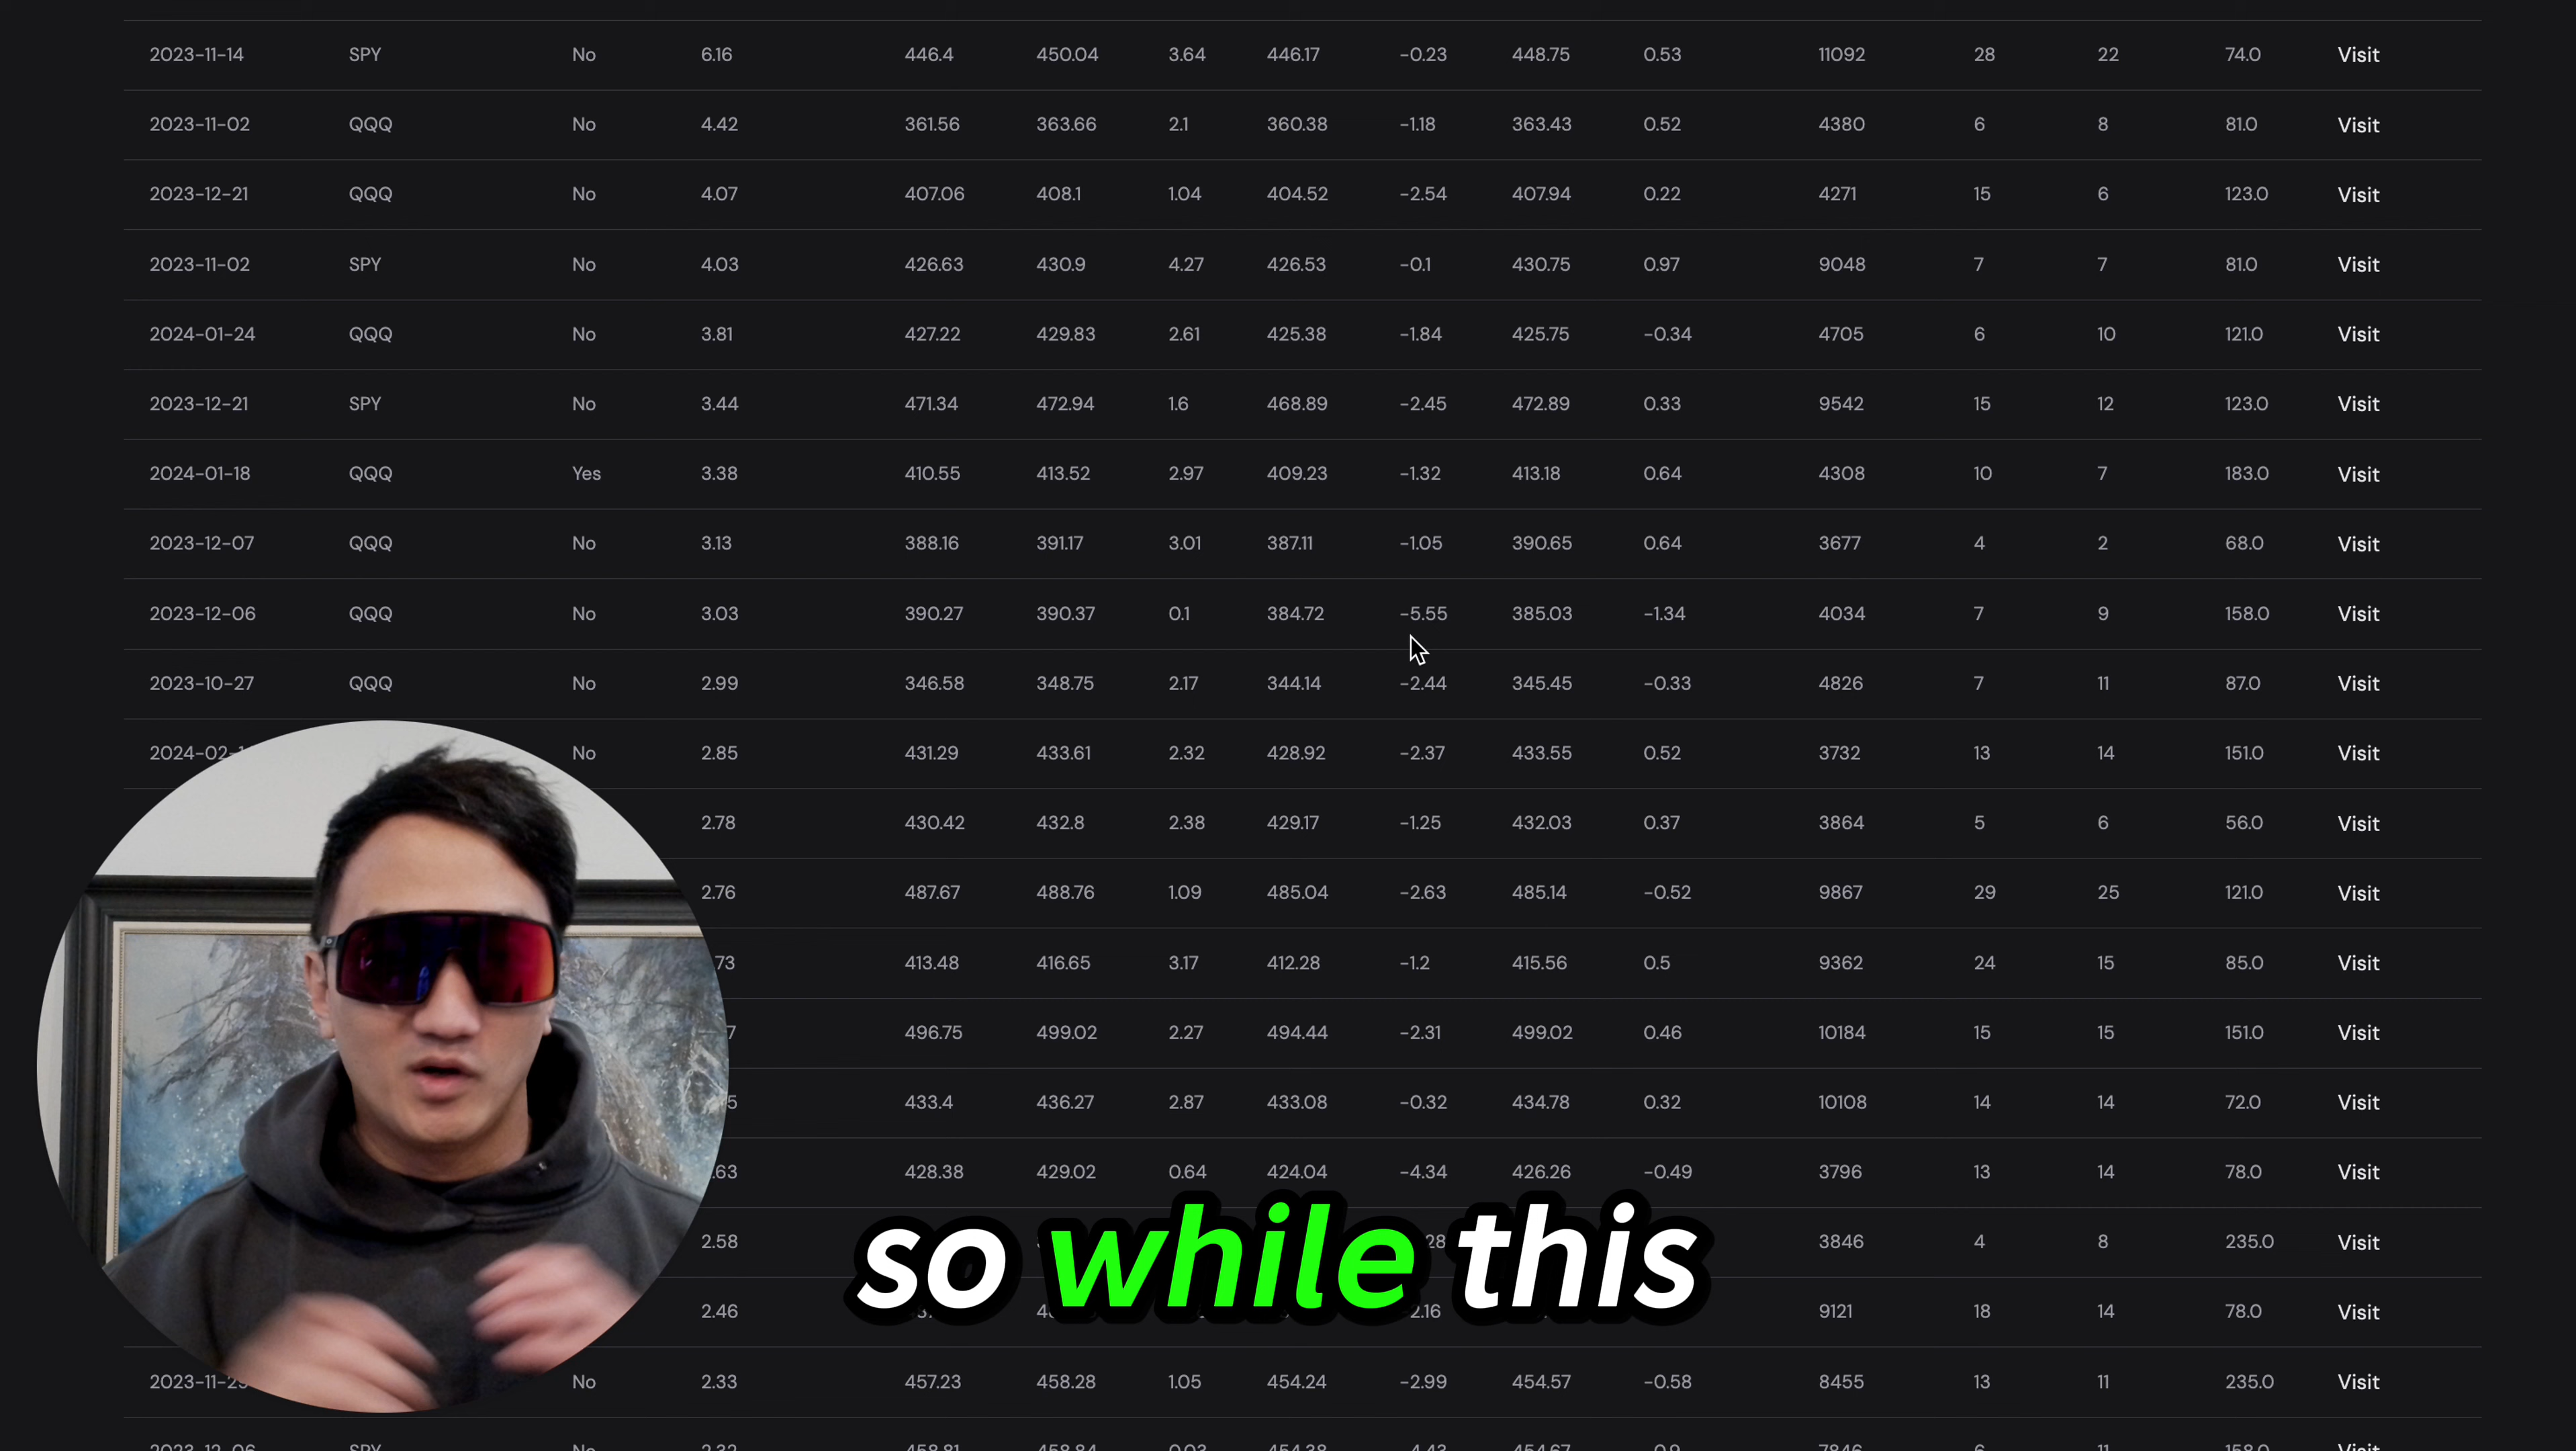 2023-11-14 SPY No 6.16 446.4 450.04 3.64 446.17 -0.23 448.75 0.53 11092 28 22 74.0 Visit
2023-11-02 QQQ No 4.42 361.56 363.66 2.1 360.38 -1.18 363.43 0.52 4380 6 8 81.0 Visit
2023-12-21 QQQ No 4.07 407.06 408.1 1.04 404.52 -2.54 407.94 0.22 4271 15 6 123.0 Visit
2023-11-02 SPY No 4.03 426.63 430.9 4.27 426.53 -0.1 430.75 0.97 9048 7 7 81.0 Visit
2024-01-24 QQQ No 3.81 427.22 429.83 2.61 425.38 -1.84 425.75 -0.34 4705 6 10 121.0 Visit
2023-12-21 SPY No 3.44 471.34 472.94 1.6 468.89 -2.45 472.89 0.33 9542 15 12 123.0 Visit
2024-01-18 QQQ Yes 3.38 410.55 413.52 2.97 409.23 -1.32 413.18 0.64 4308 10 7 183.0 Visit
2023-12-07 QQQ No 3.13 388.16 391.17 3.01 387.11 -1.05 390.65 0.64 3677 4 2 68.0 Visit
2023-12-06 QQQ No 3.03 390.27 390.37 0.1 384.72 -5.55 385.03 -1.34 4034 7 9 158.0 Visit
2023-10-27 QQQ No 2.99 346.58 348.75 2.17 344.14 -2.44 345.45 -0.33 4826 7 11 87.0 Visit
2024-02- No 2.85 431.29 433.61 2.32 428.92 -2.37 433.55 0.52 3732 13 14 151.0 Visit
2.78 430.42 432.8 2.38 429.17 -1.25 432.03 0.37 3864 5 6 56.0 Visit
2.76 487.67 488.76 1.09 485.04 -2.63 485.14 -0.52 9867 29 25 121.0 Visit
73 413.48 416.65 3.17 412.28 -1.2 415.56 0.5 9362 24 15 85.0 Visit
7 496.75 499.02 2.27 494.44 -2.31 499.02 0.46 10184 15 15 151.0 Visit
5 433.4 436.27 2.87 433.08 -0.32 434.78 0.32 10108 14 14 72.0 Visit
.63 428.38 429.02 0.64 424.04 -4.34 426.26 -0.49 3796 13 14 78.0 Visit
2.58 28 3846 4 8 235.0 Visit
2.46 2.16 9121 18 14 78.0 Visit
2023-11-2 No 2.33 457.23 458.28 1.05 454.24 -2.99 454.57 -0.58 8455 13 11 235.0 Visit
so while this